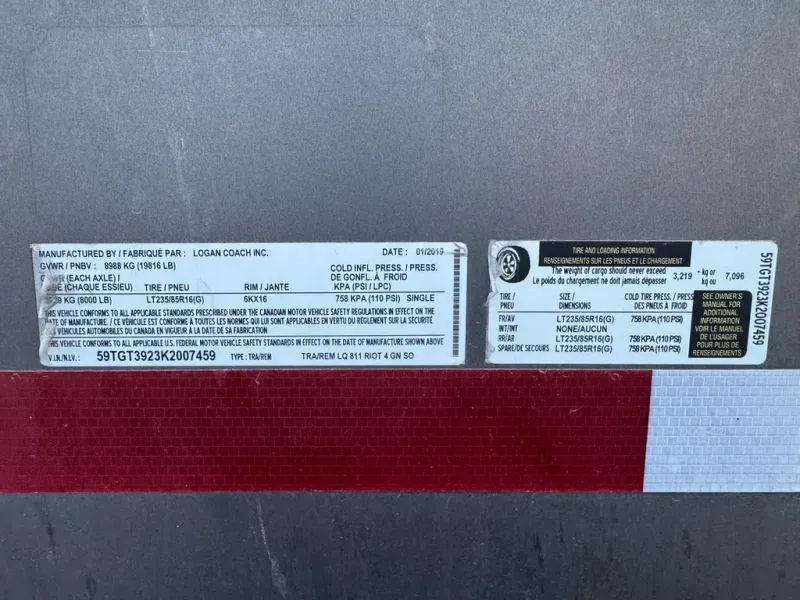 MANUFACTURED BY / FABRIQUÉ PAR : LOGAN COACH INC. DATE : 01/2019
GVWR / PNBV : 8988 KG (19816 LB) COLD INFL. PRESS. / PRESS.
(EACH AXLE) / DE GONFL. À FROID
(CHAQUE ESSIEU) TIRE / PNEU RIM / JANTE KPA (PSI / LPC)
KG (8000 LB) LT235/85R16(G) 6KX16 758 KPA (110 PSI) SINGLE
THIS VEHICLE CONFORMS TO ALL APPLICABLE STANDARDS PRESCRIBED UNDER THE CANADIAN MOTOR VEHICLE SAFETY REGULATIONS IN EFFECT ON THE
DATE OF MANUFACTURE. / CE VÉHICULE EST CONFORME À TOUTES LES NORMES QUI LUI SONT APPLICABLES EN VERTU DU RÈGLEMENT SUR LA SÉCURITÉ
DES VÉHICULES AUTOMOBILES DU CANADA EN VIGUEUR À LA DATE DE SA FABRICATION.
THIS VEHICLE CONFORMS TO ALL APPLICABLE U.S. FEDERAL MOTOR VEHICLE SAFETY STANDARDS IN EFFECT ON THE DATE OF MANUFACTURE SHOWN ABOVE
V.I.N./N.I.V.: 59TGT3923K2007459 TYPE : TRA/REM TRA/REM LQ 811 RIOT 4 GN SO
TIRE AND LOADING INFORMATION
RENSEIGNEMENTS SUR LES PNEUS ET LE CHARGEMENT
The weight of cargo should never exceed 3,219 kg or 7,096
Le poids du chargement ne doit jamais dépasser kg ou
TIRE / SIZE / COLD TIRE PRESS. / PRESS.
PNEU DIMENSIONS DES PNEUS À FROID
FR/AV LT235/85R16(G) 758 KPA (110 PSI)
INT/INT NONE/AUCUN
RR/AR LT235/85R16(G) 758 KPA (110 PSI)
SPARE/DE SECOURS LT235/85R16(G) 758 KPA (110 PSI)
SEE OWNER'S
MANUAL FOR
ADDITIONAL
INFORMATION
VOIR LE MANUEL
DE L'USAGER
POUR PLUS DE
RENSEIGNEMENTS
59TGT3923K2007459